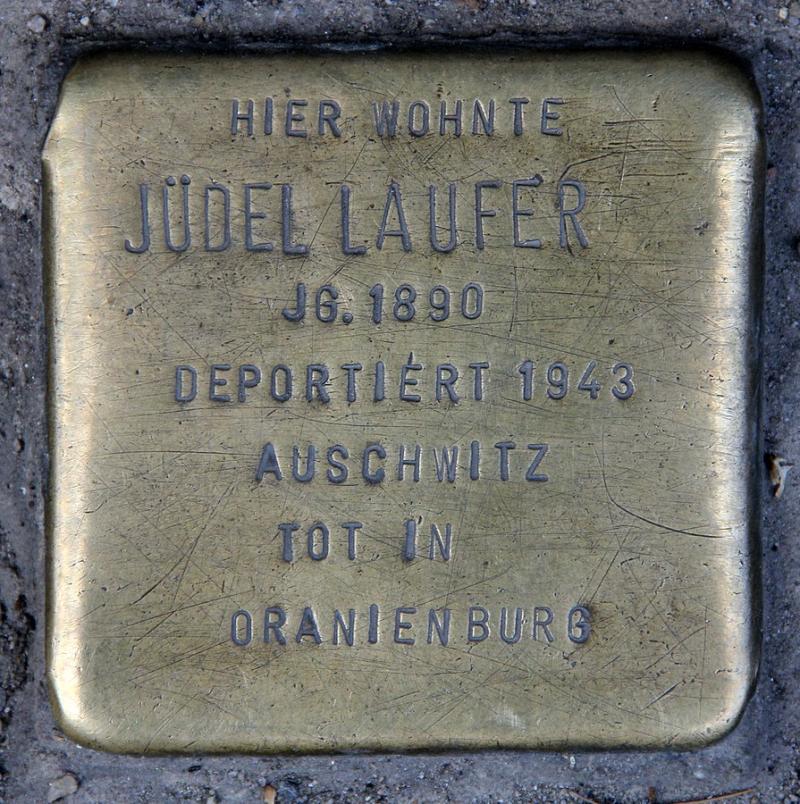 HIER WOHNTE
JÜDEL LAUFER
JG. 1890
DEPORTIERT 1943
AUSCHWITZ
TOT IN
ORANIENBURG